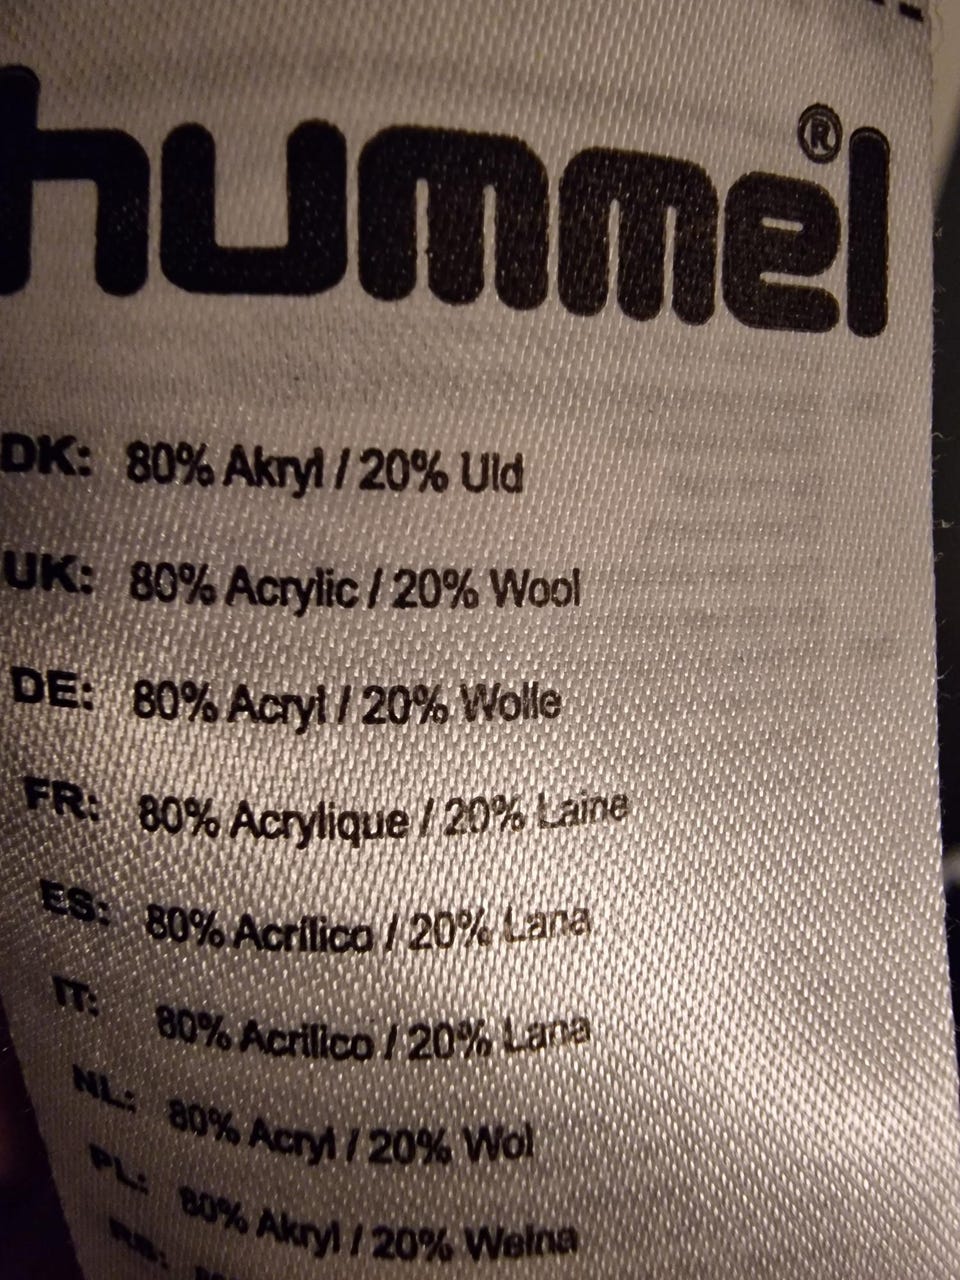 hummel®
DK: 80% Akryl / 20% Uld
UK: 80% Acrylic / 20% Wool
DE: 80% Acryl / 20% Wolle
FR: 80% Acrylique / 20% Laine
ES: 80% Acrílico / 20% Lana
IT: 80% Acrilico / 20% Lana
NL: 80% Acryl / 20% Wol
PL: 80% Akryl / 20% Wełna